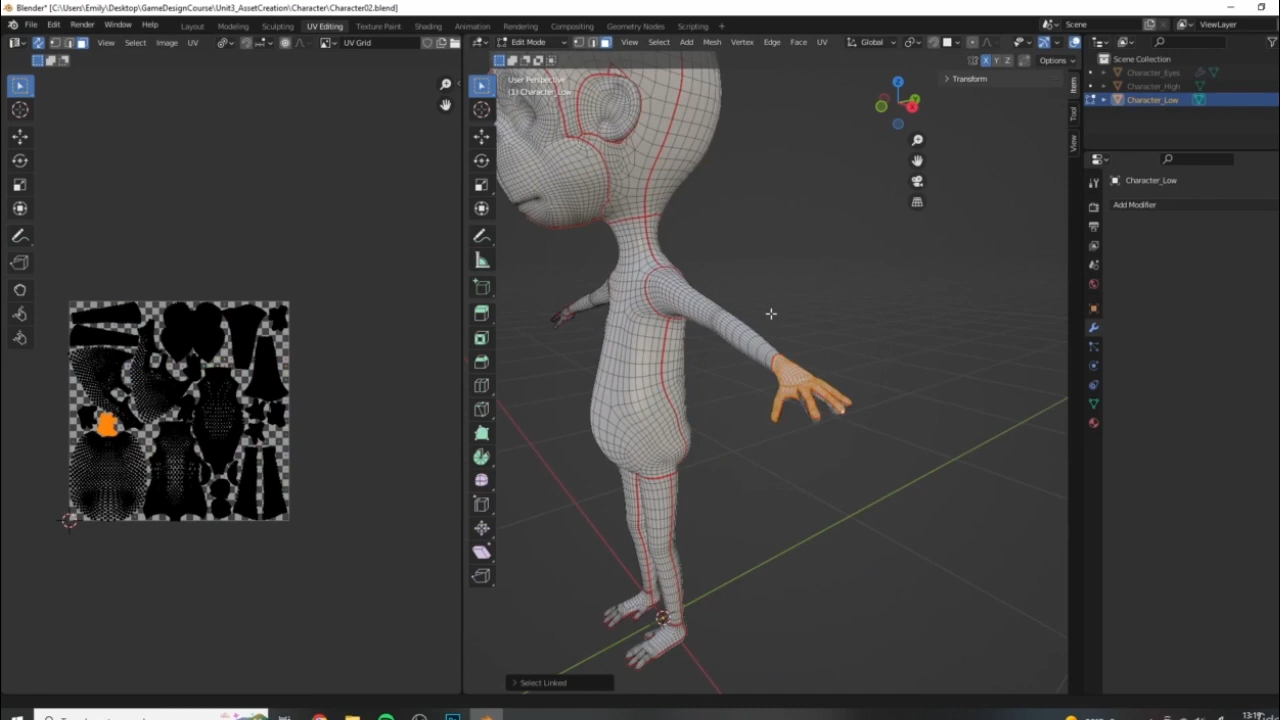 Blender* [C:\Users\Emily\Desktop\GameDesignCourse\Unit3_AssetCreation\Character\Character02.blend]
File Edit Render Window Help Layout Modeling Sculpting UV Editing Texture Paint Shading Animation Rendering Compositing Geometry Nodes Scripting + Scene ViewLayer
View Select Image UV UV Grid Edit Mode View Select Add Mesh Vertex Edge Face UV Global
X Y Z Options
Scene Collection
Character_Eyes
Character_High
Character_Low
User Perspective
(1) Character_Low
Transform
Item
Tool
View
Z
Y
X
Character_Low
Add Modifier
Select Linked